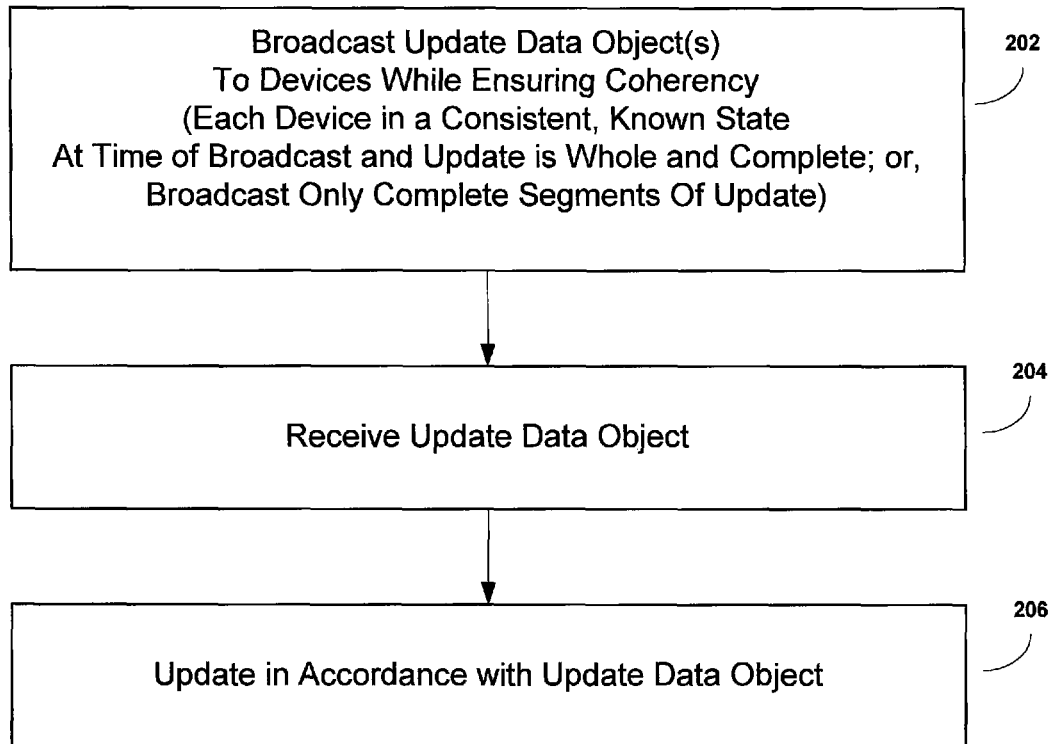 Broadcast Update Data Object(s)
To Devices While Ensuring Coherency
(Each Device in a Consistent, Known State
At Time of Broadcast and Update is Whole and Complete; or,
Broadcast Only Complete Segments Of Update)
202
Receive Update Data Object
204
Update in Accordance with Update Data Object
206